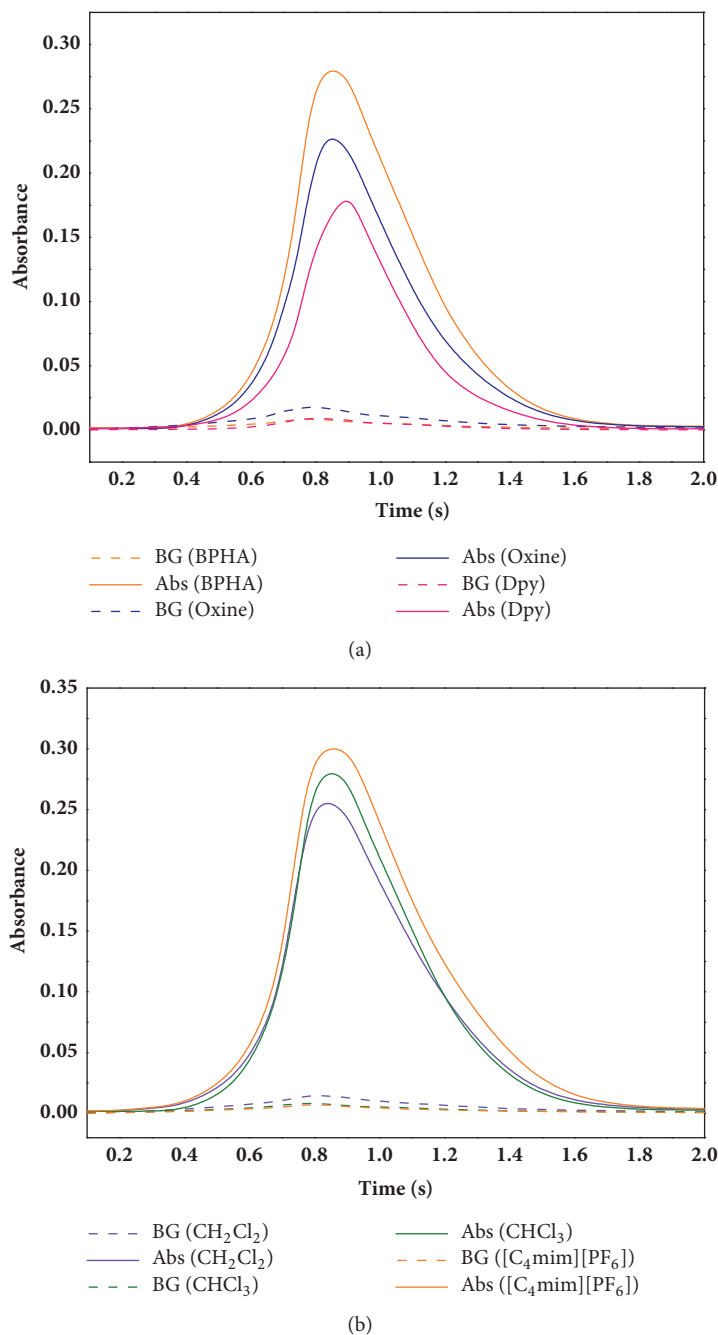 0.30
0.25
0.20
0.15
0.10
0.05
0.00
Absorbance
0.2 0.4 0.6 0.8 1.0 1.2 1.4 1.6 1.8 2.0
Time (s)
BG (BPHA)
Abs (BPHA)
BG (Oxine)
Abs (Oxine)
BG (Dpy)
Abs (Dpy)
(a)
0.35
0.30
0.25
0.20
0.15
0.10
0.05
0.00
Absorbance
0.2 0.4 0.6 0.8 1.0 1.2 1.4 1.6 1.8 2.0
Time (s)
BG (CH₂Cl₂)
Abs (CH₂Cl₂)
BG (CHCl₃)
Abs (CHCl₃)
BG ([C₄mim][PF₆])
Abs ([C₄mim][PF₆])
(b)